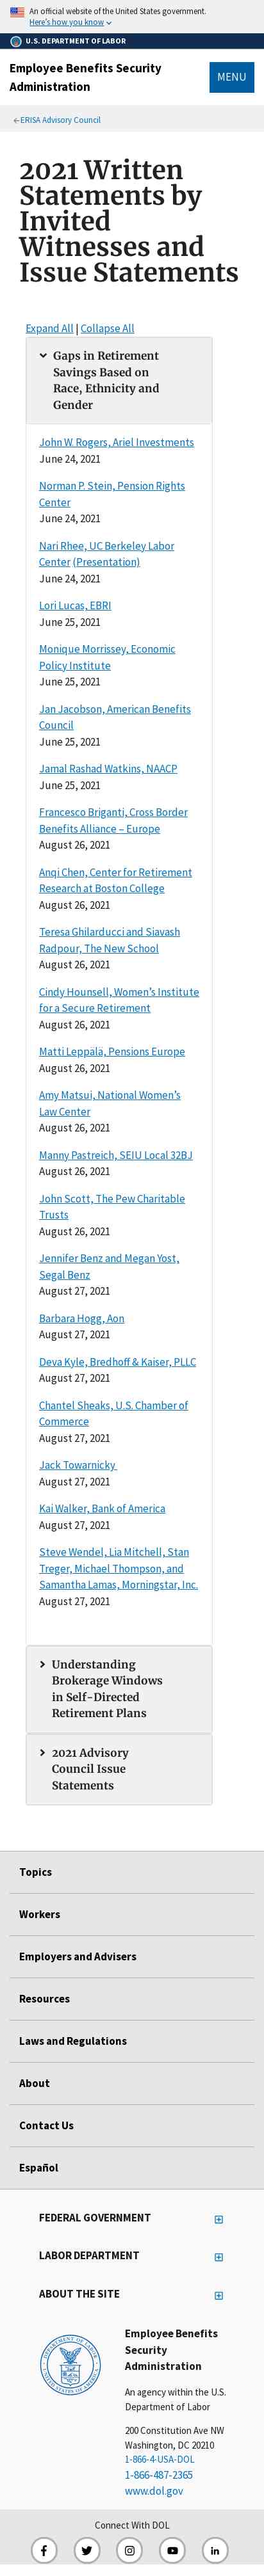 An official website of the United States government.
Here's how you know
U.S. DEPARTMENT OF LABOR
Employee Benefits Security
Administration
MENU
ERISA Advisory Council
2021 Written
Statements by
Invited
Witnesses and
Issue Statements
Expand All | Collapse All
Gaps in Retirement
Savings Based on
Race, Ethnicity and
Gender
John W. Rogers, Ariel Investments
June 24, 2021
Norman P. Stein, Pension Rights
Center
June 24, 2021
Nari Rhee, UC Berkeley Labor
Center (Presentation)
June 24, 2021
Lori Lucas, EBRI
June 25, 2021
Monique Morrissey, Economic
Policy Institute
June 25, 2021
Jan Jacobson, American Benefits
Council
June 25, 2021
Jamal Rashad Watkins, NAACP
June 25, 2021
Francesco Briganti, Cross Border
Benefits Alliance – Europe
August 26, 2021
Anqi Chen, Center for Retirement
Research at Boston College
August 26, 2021
Teresa Ghilarducci and Siavash
Radpour, The New School
August 26, 2021
Cindy Hounsell, Women's Institute
for a Secure Retirement
August 26, 2021
Matti Leppälä, Pensions Europe
August 26, 2021
Amy Matsui, National Women's
Law Center
August 26, 2021
Manny Pastreich, SEIU Local 32BJ
August 26, 2021
John Scott, The Pew Charitable
Trusts
August 26, 2021
Jennifer Benz and Megan Yost,
Segal Benz
August 27, 2021
Barbara Hogg, Aon
August 27, 2021
Deva Kyle, Bredhoff & Kaiser, PLLC
August 27, 2021
Chantel Sheaks, U.S. Chamber of
Commerce
August 27, 2021
Jack Towarnicky
August 27, 2021
Kai Walker, Bank of America
August 27, 2021
Steve Wendel, Lia Mitchell, Stan
Treger, Michael Thompson, and
Samantha Lamas, Morningstar, Inc.
August 27, 2021
Understanding
Brokerage Windows
in Self-Directed
Retirement Plans
2021 Advisory
Council Issue
Statements
Topics
Workers
Employers and Advisers
Resources
Laws and Regulations
About
Contact Us
Español
FEDERAL GOVERNMENT
LABOR DEPARTMENT
ABOUT THE SITE
Employee Benefits
Security
Administration
An agency within the U.S.
Department of Labor
200 Constitution Ave NW
Washington, DC 20210
1-866-4-USA-DOL
1-866-487-2365
www.dol.gov
Connect With DOL